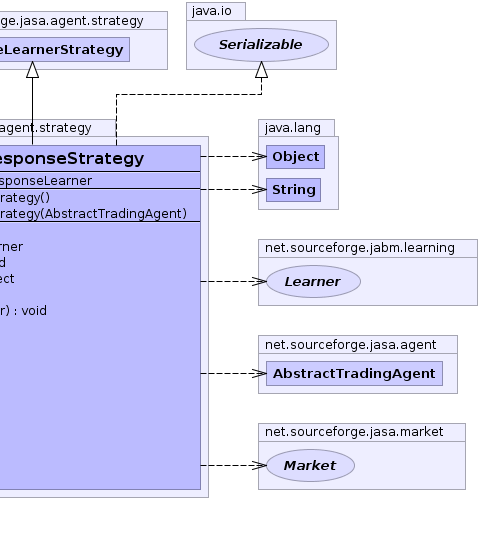 rge.jasa.agent.strategy
eLearnerStrategy
java.io
Serializable
agent.strategy
esponseStrategy
sponseLearner
rategy()
rategy(AbstractTradingAgent)
rner
d
ect
r) : void
java.lang
Object
String
net.sourceforge.jabm.learning
Learner
net.sourceforge.jasa.agent
AbstractTradingAgent
net.sourceforge.jasa.market
Market